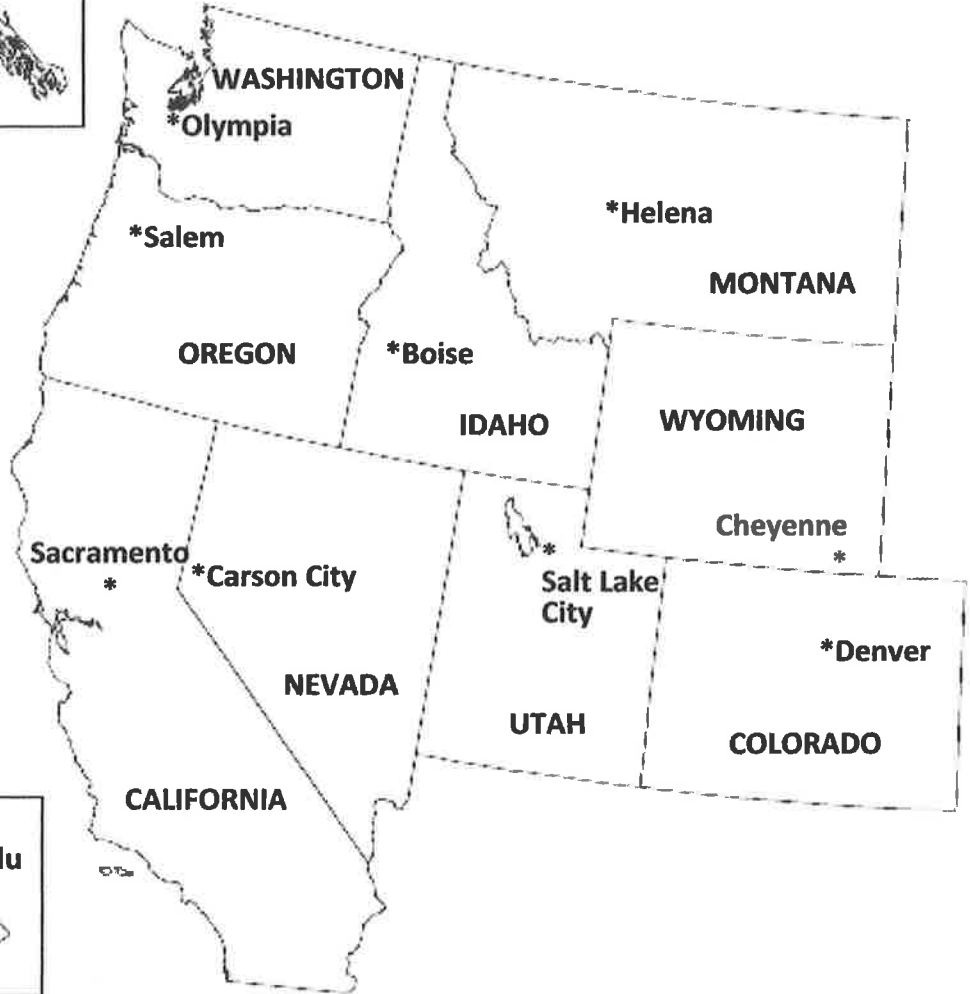 WASHINGTON
*Olympia
*Helena
*Salem
MONTANA
OREGON
*Boise
IDAHO
WYOMING
Cheyenne
*
Sacramento
*
*Carson City
*
Salt Lake
City
*Denver
NEVADA
UTAH
COLORADO
CALIFORNIA
lu